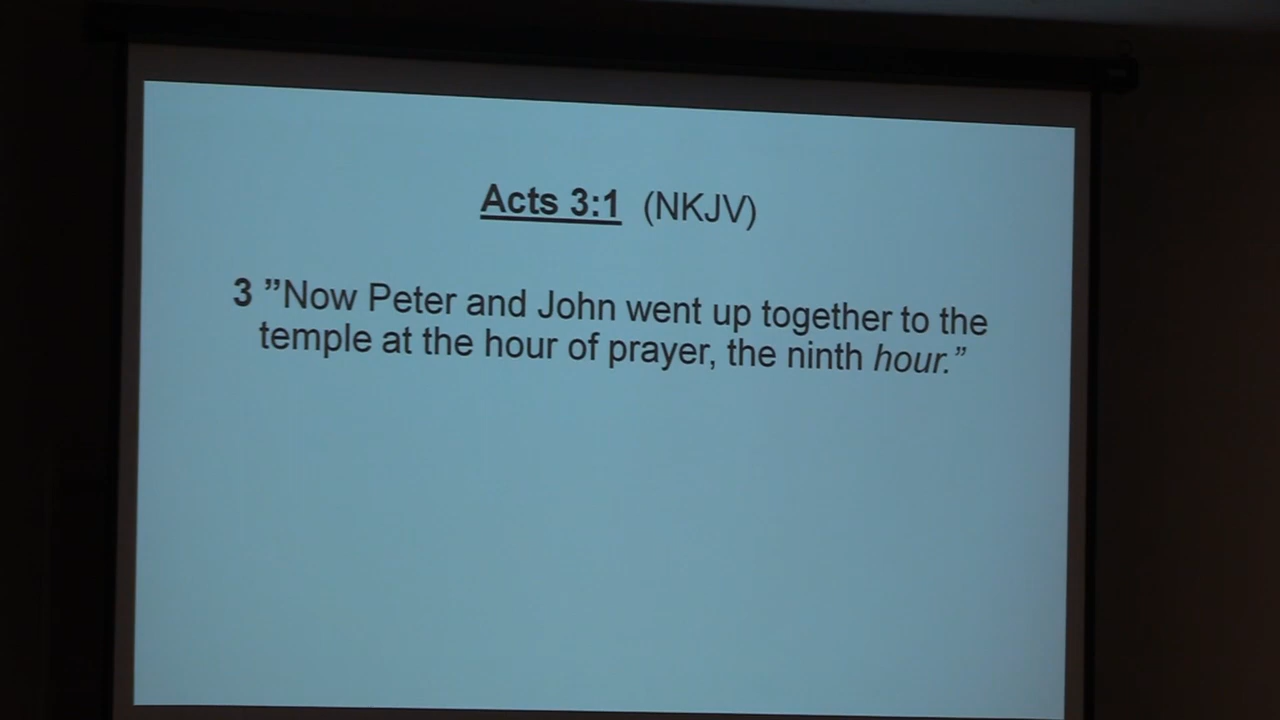 Acts 3:1 (NKJV)
3 ”Now Peter and John went up together to the
temple at the hour of prayer, the ninth hour.”